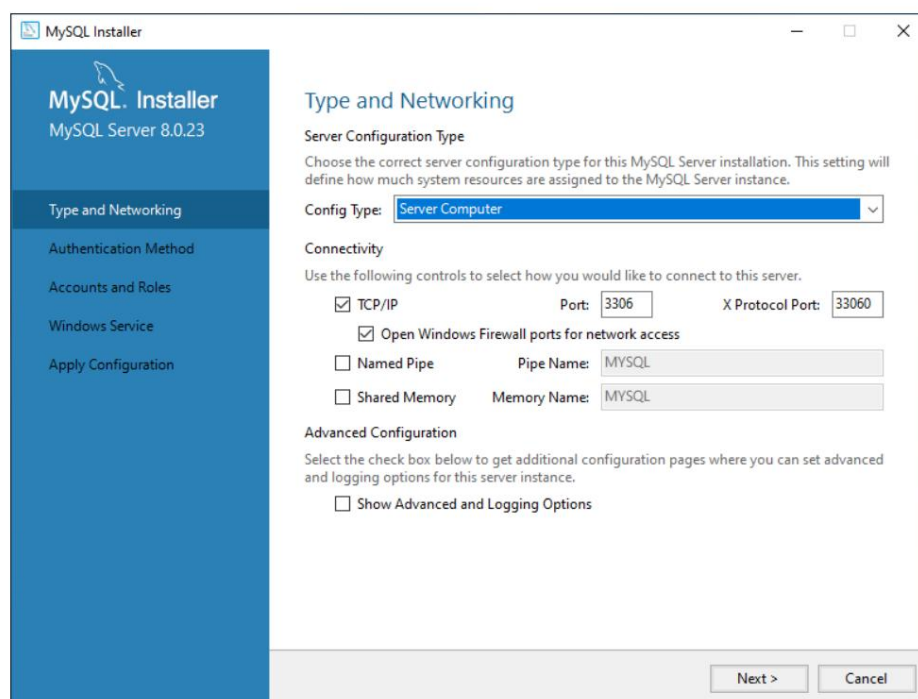 MySQL Installer
MySQL. Installer
MySQL Server 8.0.23
Type and Networking
Authentication Method
Accounts and Roles
Windows Service
Apply Configuration
Type and Networking
Server Configuration Type
Choose the correct server configuration type for this MySQL Server installation. This setting will
define how much system resources are assigned to the MySQL Server instance.
Config Type: Server Computer
Connectivity
Use the following controls to select how you would like to connect to this server.
TCP/IP Port: 3306 X Protocol Port: 33060
Open Windows Firewall ports for network access
Named Pipe Pipe Name: MYSQL
Shared Memory Memory Name: MYSQL
Advanced Configuration
Select the check box below to get additional configuration pages where you can set advanced
and logging options for this server instance.
Show Advanced and Logging Options
Next > Cancel